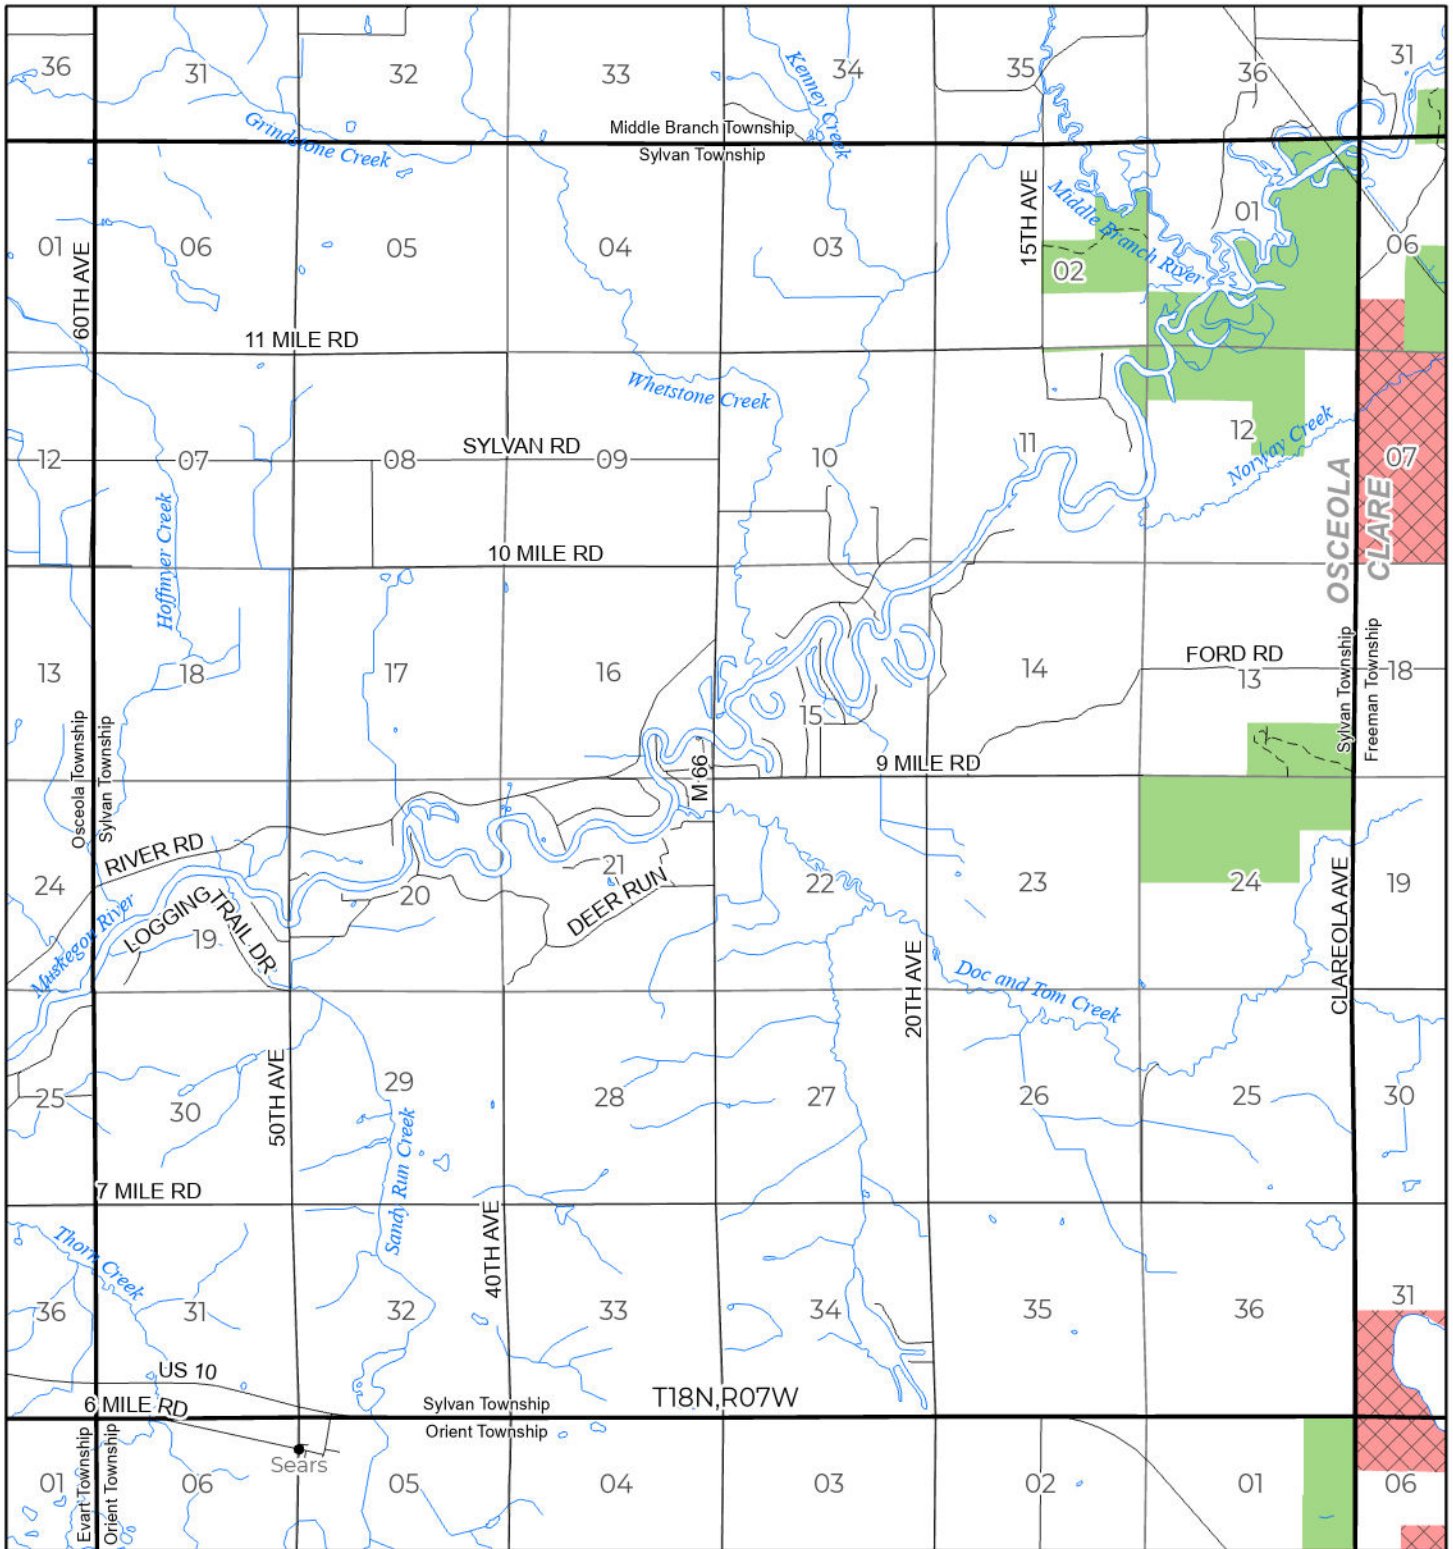 36
31
32
33
34
35
36
31
Kenney Creek
Grindstone Creek
Middle Branch Township
Sylvan Township
15TH AVE
Middle Branch River
01
06
05
04
03
02
01
06
60TH AVE
11 MILE RD
Whetstone Creek
SYLVAN RD
12
07
08
09
10
11
12
07
Norway Creek
OSCEOLA
CLARE
Hoffmyer Creek
10 MILE RD
13
18
17
16
15
14
FORD RD
13
18
Sylvan Township
Freeman Township
Osceola Township
Sylvan Township
M 66
9 MILE RD
RIVER RD
24
Muskegon River
LOGGING TRAIL DR
19
20
21
DEER RUN
22
23
24
19
CLAREOLA AVE
20TH AVE
Doc and Tom Creek
50TH AVE
25
30
29
28
27
26
25
30
Sandy Run Creek
7 MILE RD
40TH AVE
Thorn Creek
36
31
32
33
34
35
36
31
US 10
6 MILE RD
T18N,R07W
Sylvan Township
Orient Township
Sears
Evart Township
Orient Township
01
06
05
04
03
02
01
06